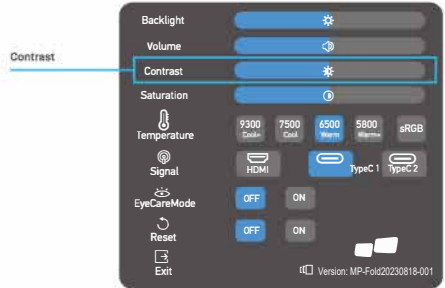 Backlight
Volume
Contrast
Contrast
Saturation
Temperature
9300 Cool+
7500 Cool
6500 Warm
5800 Warm+
sRGB
Signal
HDMI
TypeC 1
TypeC 2
EyeCareMode
OFF
ON
Reset
OFF
ON
Exit
Version: MP-Fold20230818-001